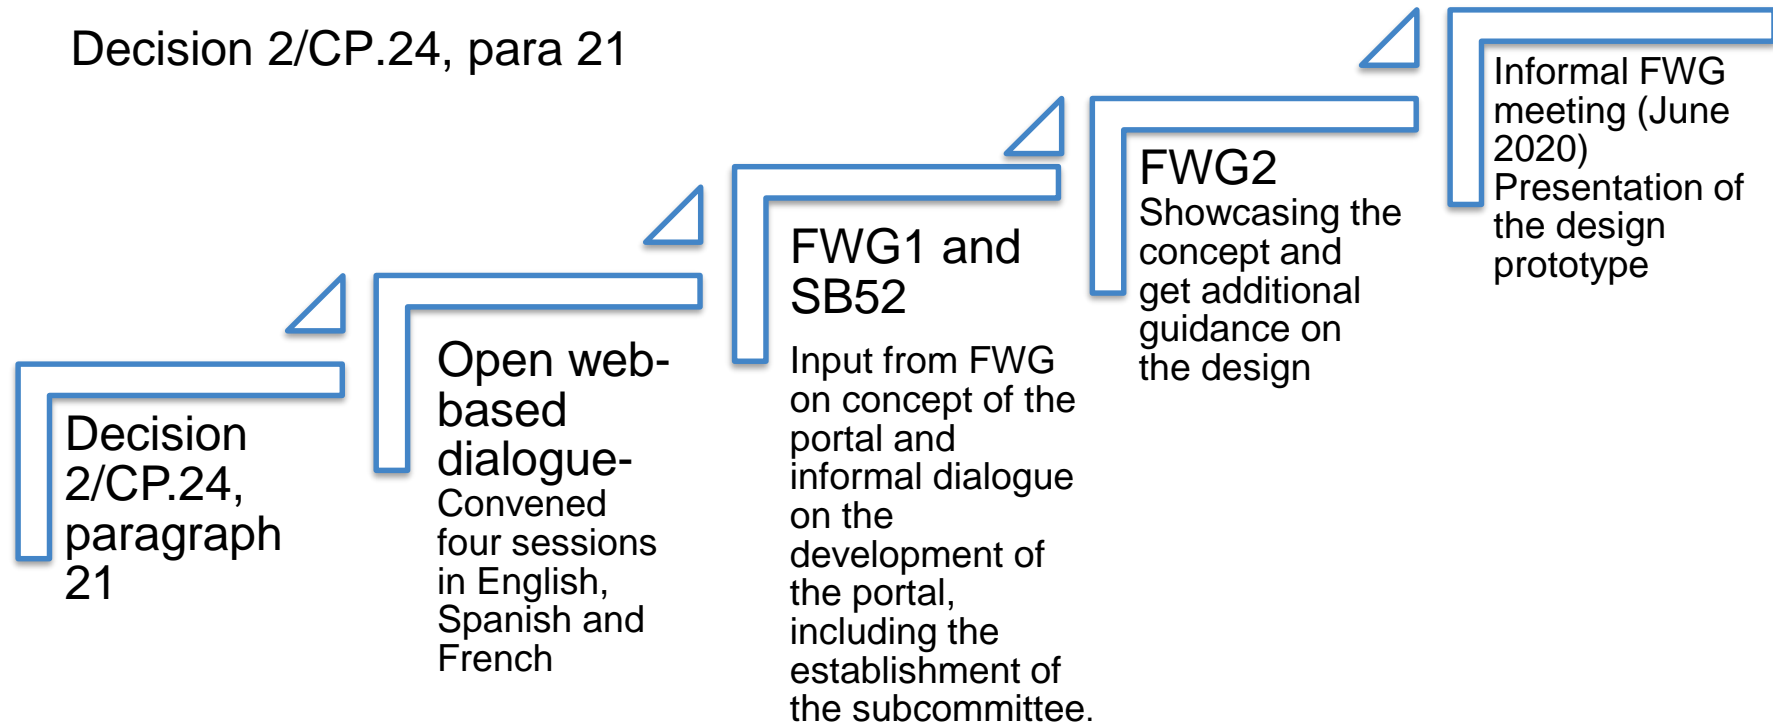 Decision 2/CP.24, para 21
Decision
2/CP.24,
paragraph
21
Open web-
based
dialogue-
Convened
four sessions
in English,
Spanish and
French
FWG1 and
SB52
Input from FWG
on concept of the
portal and
informal dialogue
on the
development of
the portal,
including the
establishment of
the subcommittee.
FWG2
Showcasing the
concept and
get additional
guidance on
the design
Informal FWG
meeting (June
2020)
Presentation of
the design
prototype